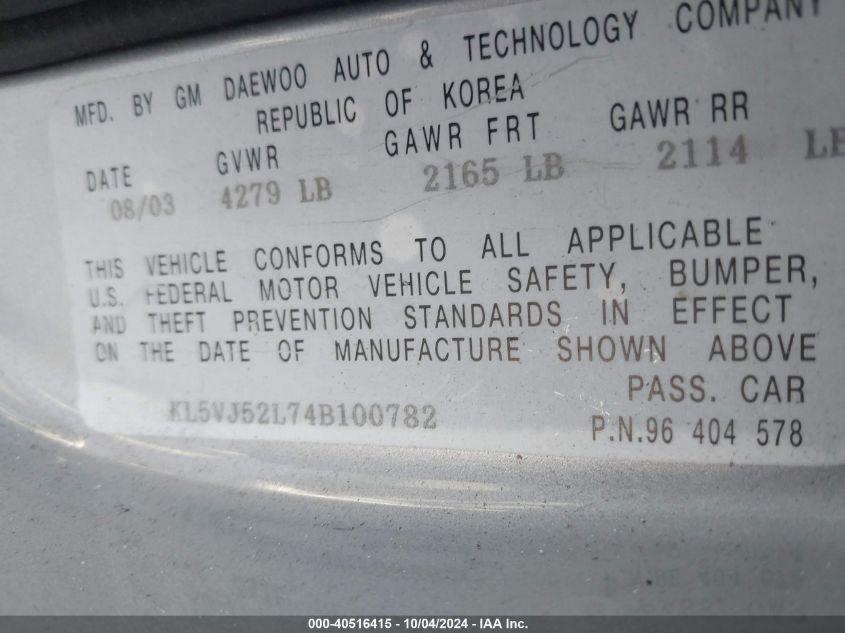 MFD. BY GM DAEWOO AUTO & TECHNOLOGY COMPANY
REPUBLIC OF KOREA
DATE GVWR GAWR FRT GAWR RR
08/03 4279 LB 2165 LB 2114 LB
THIS VEHICLE CONFORMS TO ALL APPLICABLE
U.S. FEDERAL MOTOR VEHICLE SAFETY, BUMPER,
AND THEFT PREVENTION STANDARDS IN EFFECT
ON THE DATE OF MANUFACTURE SHOWN ABOVE
PASS. CAR
KL5VJ52L74B100782
P.N.96 404 578
000-40516415 - 10/04/2024 - IAA Inc.